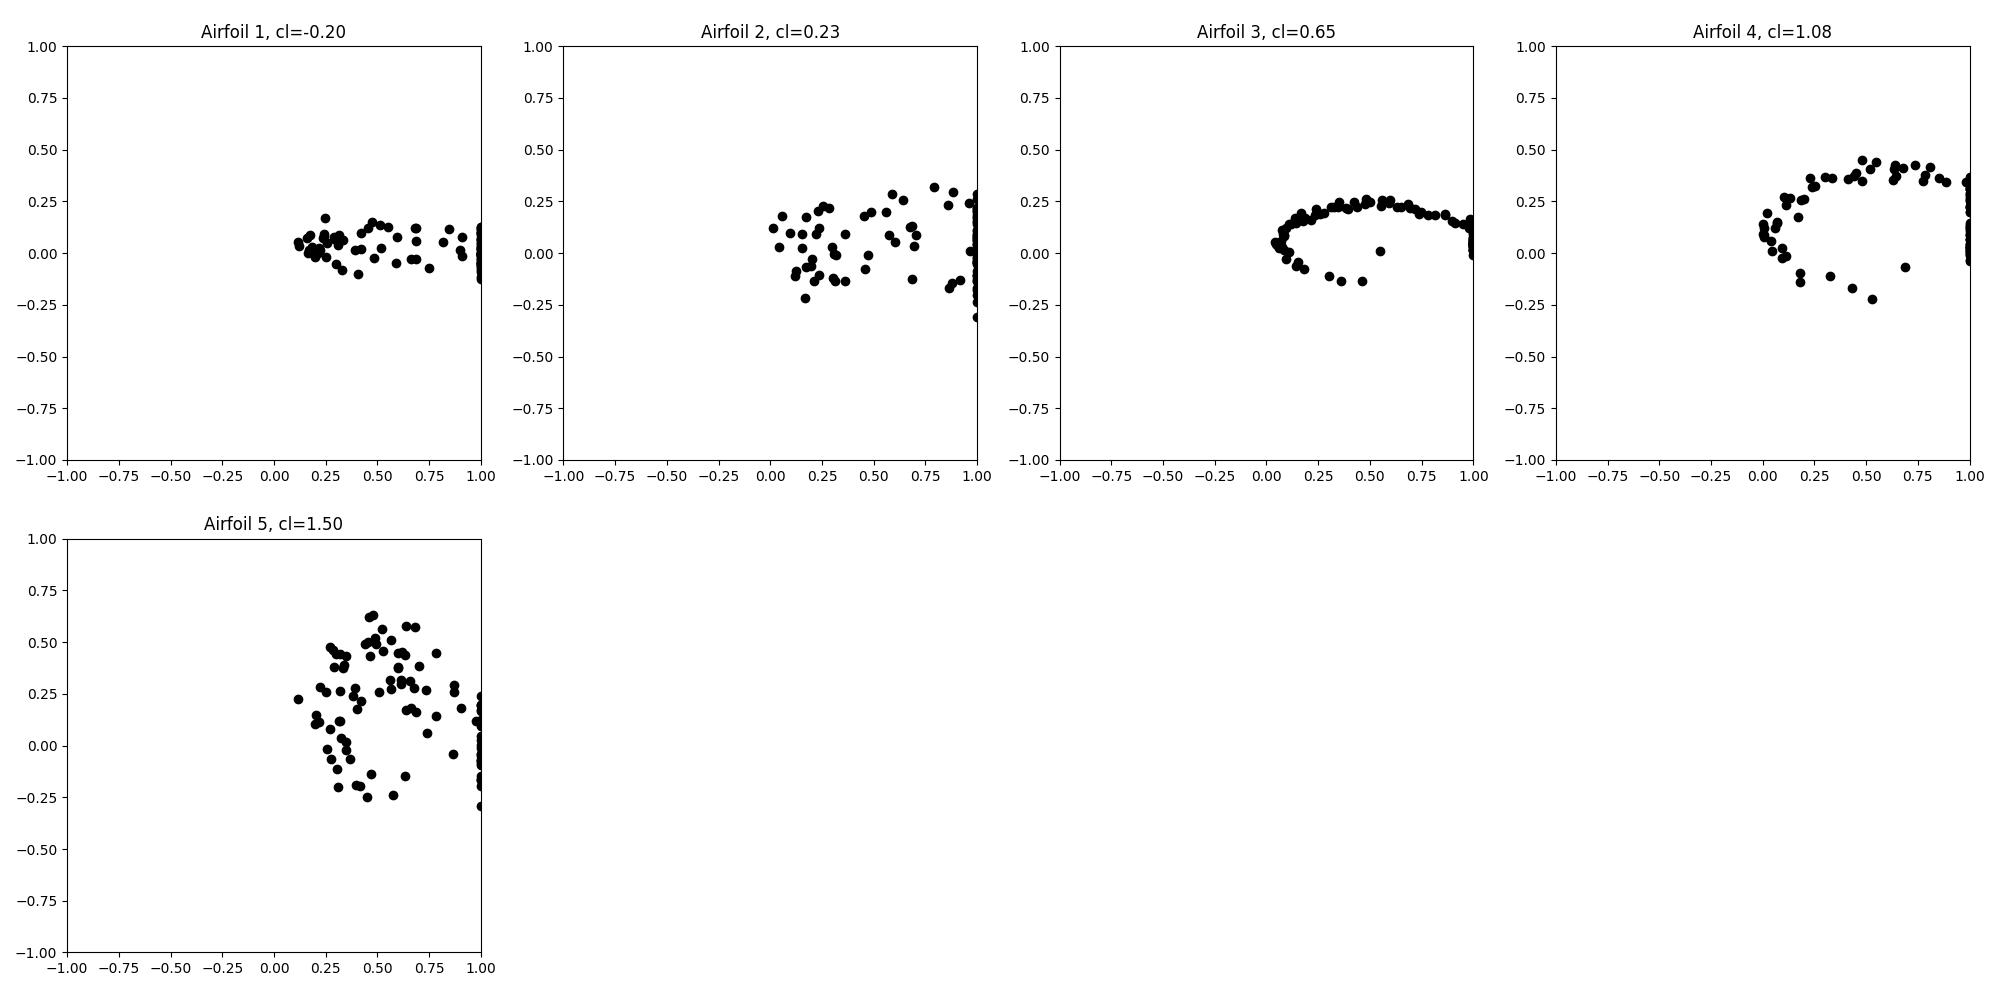 Airfoil 1, cl=-0.20
Airfoil 2, cl=0.23
Airfoil 3, cl=0.65
Airfoil 4, cl=1.08
1.00 1.00 1.00 1.00
0.75 0.75 0.75 0.75
0.50 0.50 0.50 0.50
0.25 0.25 0.25 0.25
0.00 0.00 0.00 0.00
−0.25 −0.25 −0.25 −0.25
−0.50 −0.50 −0.50 −0.50
−0.75 −0.75 −0.75 −0.75
−1.00 −1.00 −1.00 −1.00
−1.00 −0.75 −0.50 −0.25 0.00 0.25 0.50 0.75 1.00
−1.00 −0.75 −0.50 −0.25 0.00 0.25 0.50 0.75 1.00
−1.00 −0.75 −0.50 −0.25 0.00 0.25 0.50 0.75 1.00
−1.00 −0.75 −0.50 −0.25 0.00 0.25 0.50 0.75 1.00
Airfoil 5, cl=1.50
1.00
0.75
0.50
0.25
0.00
−0.25
−0.50
−0.75
−1.00
−1.00 −0.75 −0.50 −0.25 0.00 0.25 0.50 0.75 1.00